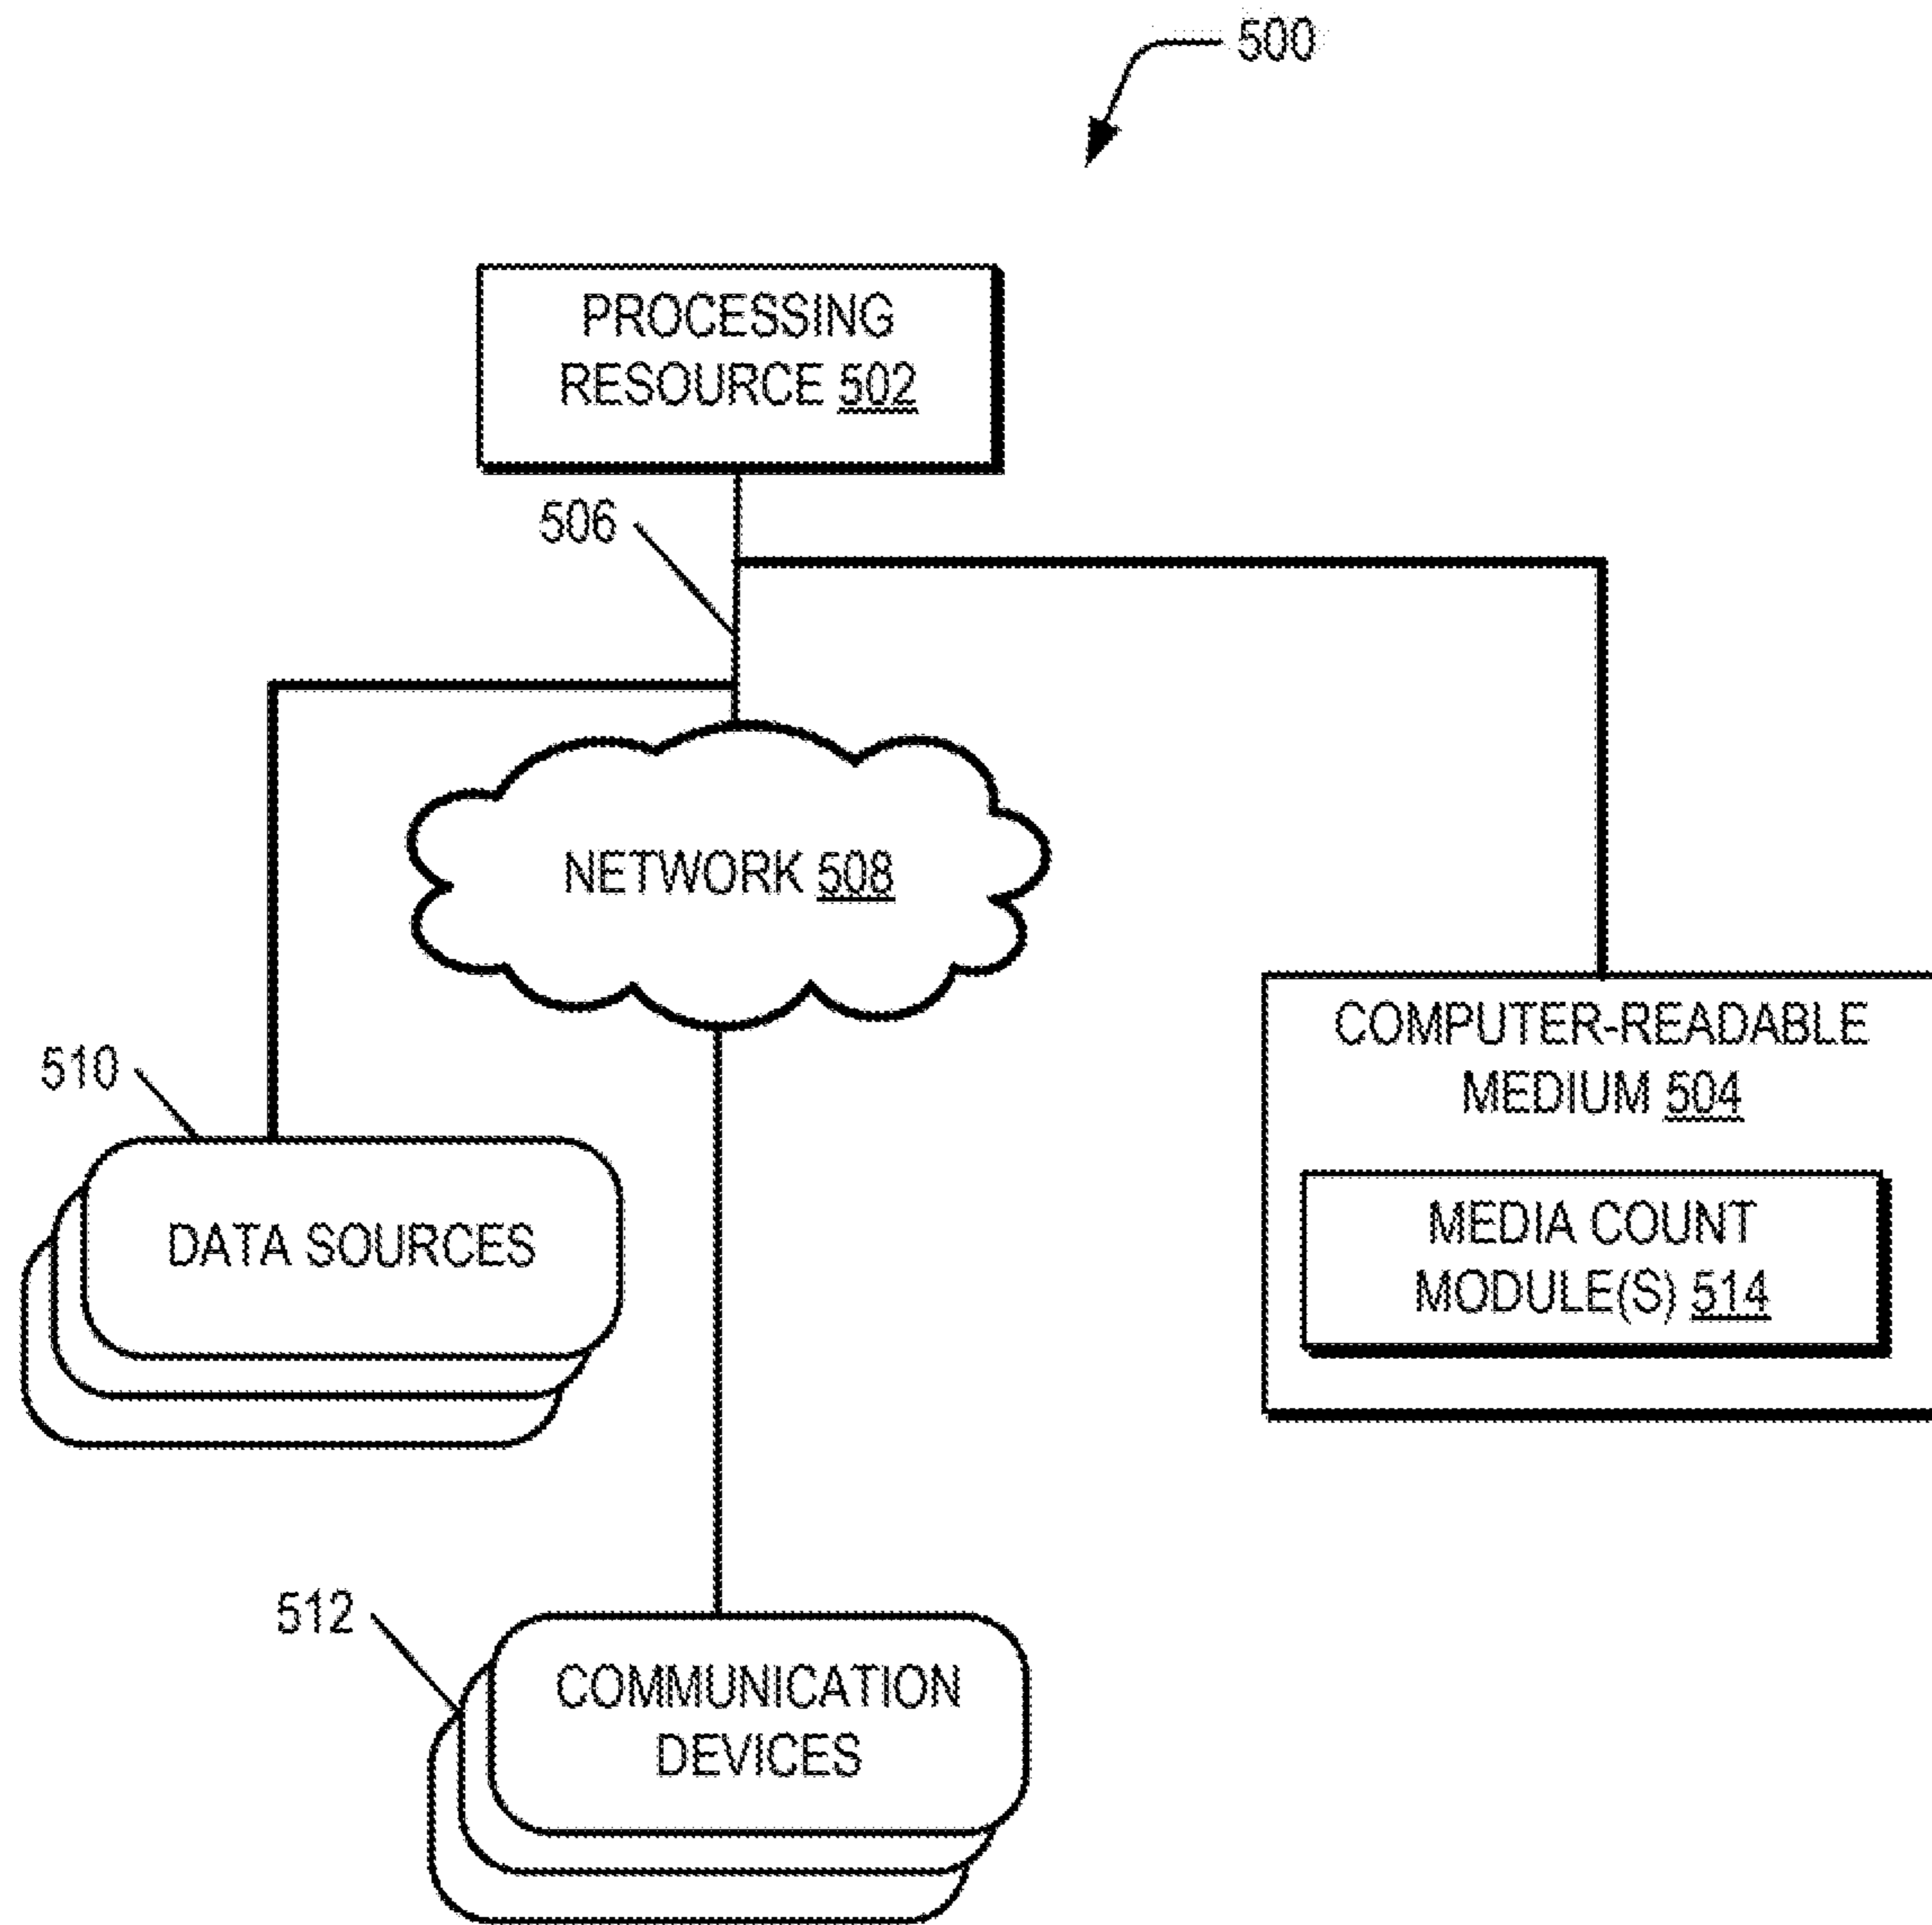 500
PROCESSING
RESOURCE 502
506
NETWORK 508
510
COMPUTER-READABLE
MEDIUM 504
DATA SOURCES
MEDIA COUNT
MODULE(S) 514
512
COMMUNICATION
DEVICES